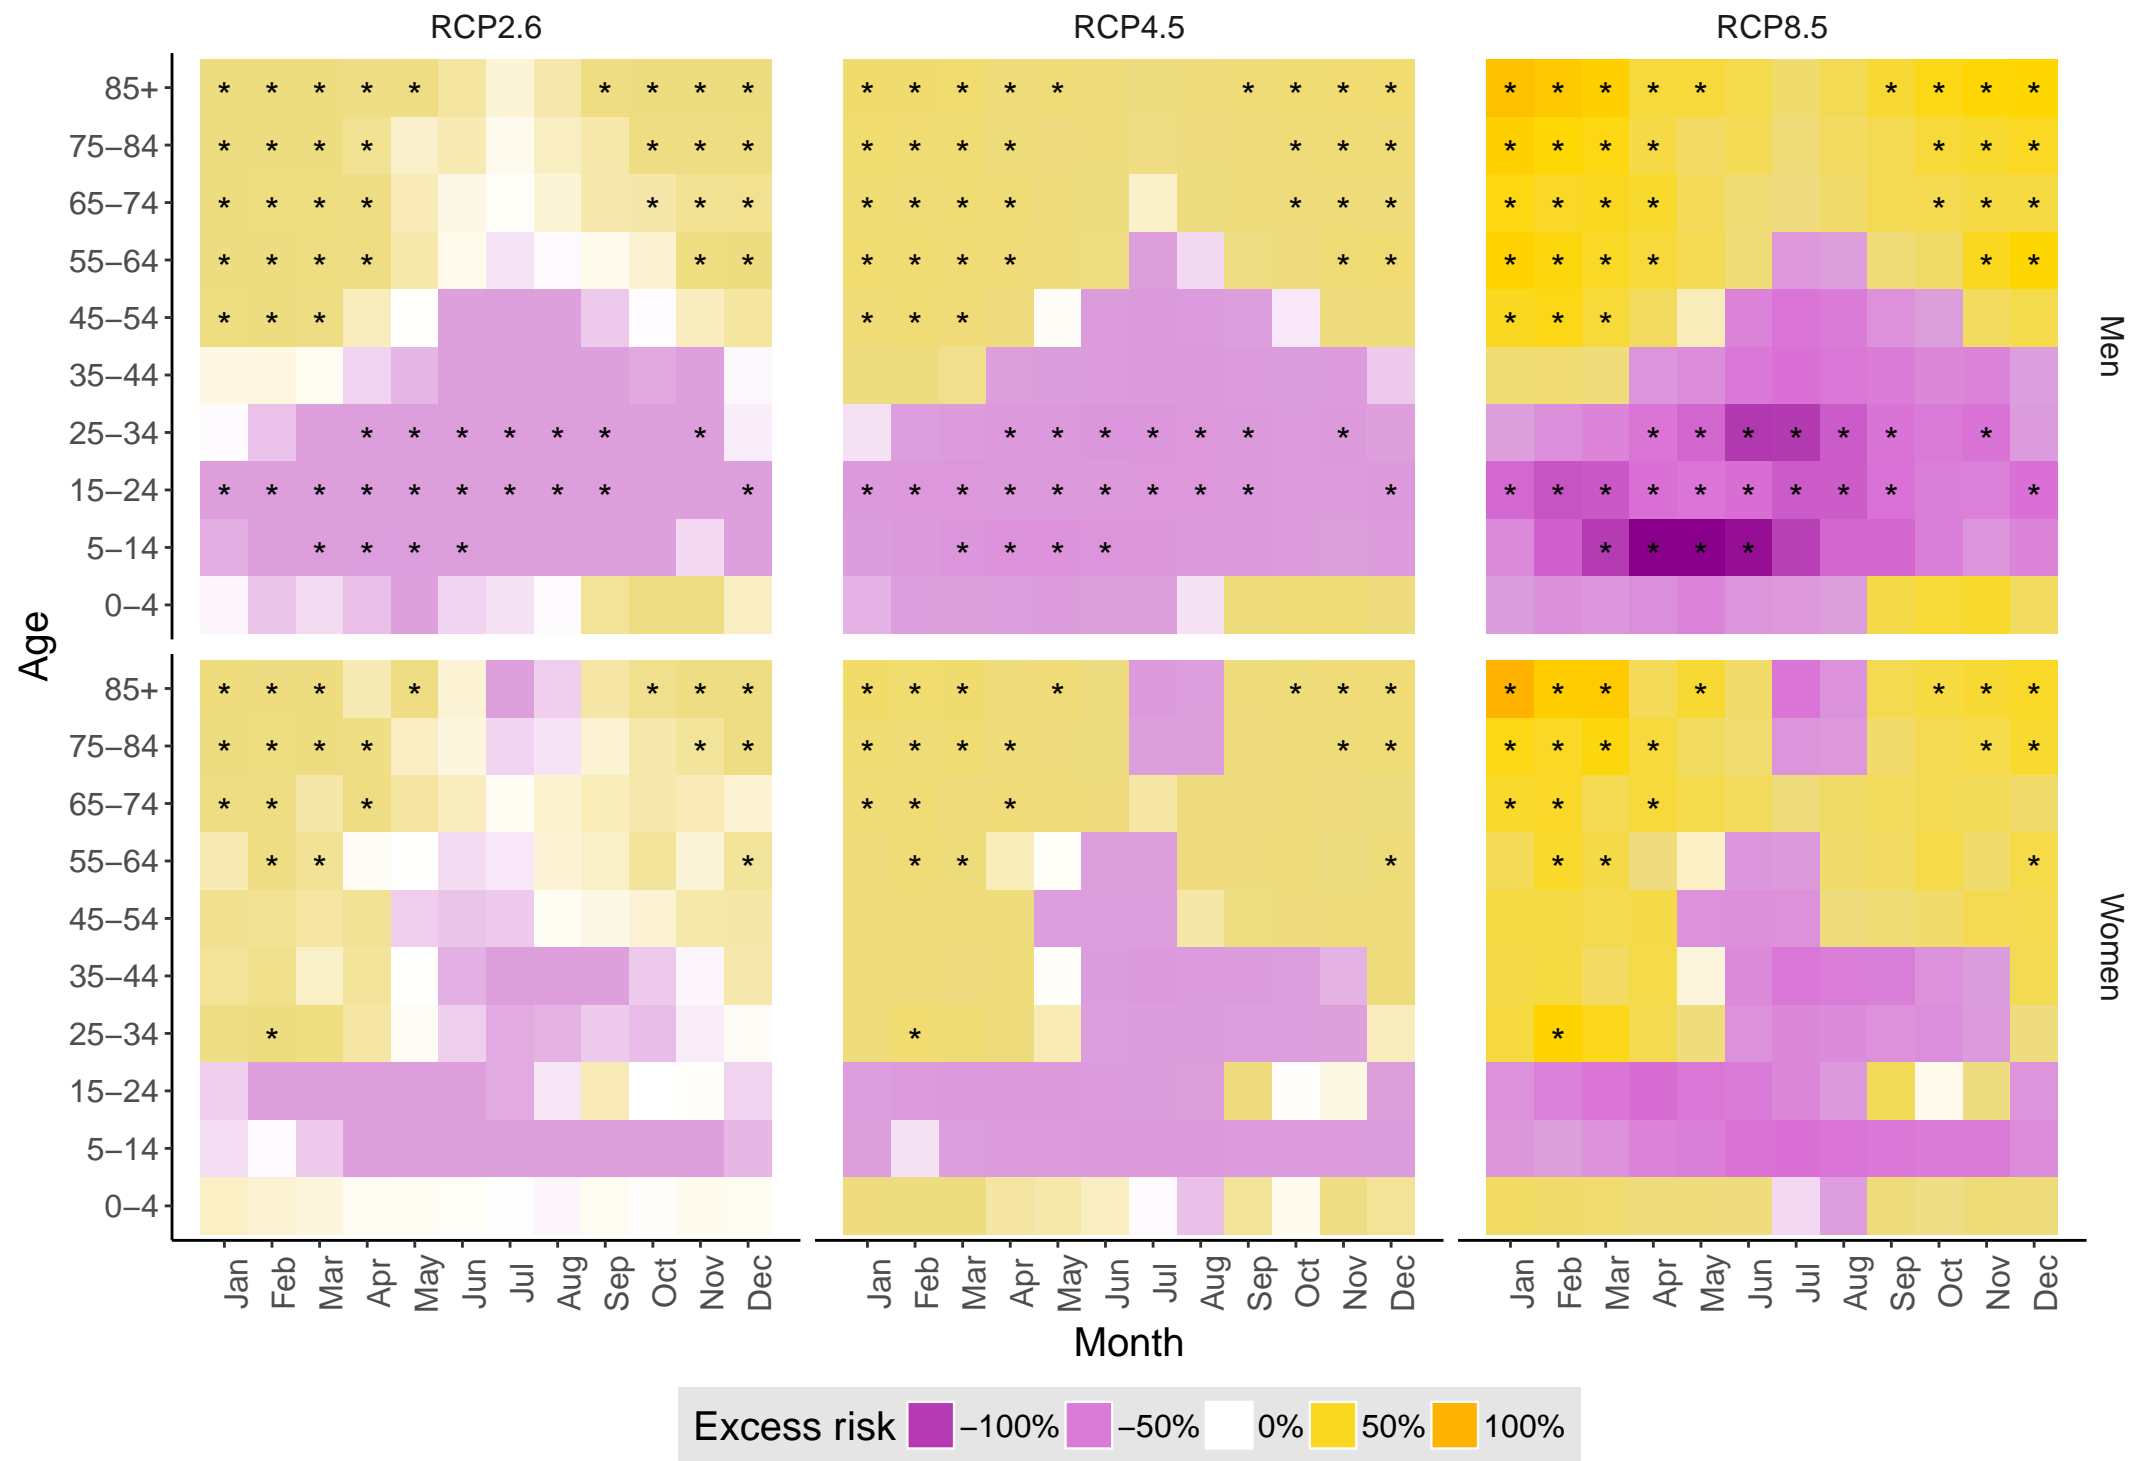 RCP2.6 RCP4.5 RCP8.5
85+ * * * * * * * * * * * * * * * * * * * * * * * * * * *
75–84 * * * * * * * * * * * * * * * * * * * * *
65–74 * * * * * * * * * * * * * * * * * * * * *
55–64 * * * * * * * * * * * * * * * * * *
45–54 * * * * * * * * *
35–44
25–34 * * * * * * * * * * * * * * * * * * * * *
15–24 * * * * * * * * * * * * * * * * * * * * * * * * * * * * * *
5–14 * * * * * * * * * * * *
0–4
Men
Age
85+ * * * * * * * * * * * * * * * * * * * * *
75–84 * * * * * * * * * * * * * * * * * *
65–74 * * * * * * * * *
55–64 * * * * * * * * *
45–54
35–44
25–34 * * *
15–24
5–14
0–4
Women
Jan Feb Mar Apr May Jun Jul Aug Sep Oct Nov Dec Jan Feb Mar Apr May Jun Jul Aug Sep Oct Nov Dec Jan Feb Mar Apr May Jun Jul Aug Sep Oct Nov Dec
Month
Excess risk −100% −50% 0% 50% 100%